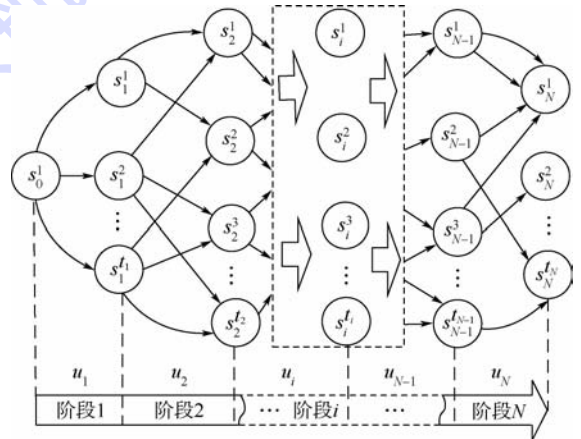 s_2^1 s_i^1 s_{N-1}^1
s_1^1 s_N^1
s_2^2 s_i^2 s_{N-1}^2
s_0^1 s_1^2 s_N^2
s_2^3 s_i^3 s_{N-1}^3
⋮ ⋮ ⋮ ⋮ ⋮ ⋮
s_1^{t_1} s_N^{t_N}
s_2^{t_2} s_i^{t_i} s_{N-1}^{t_{N-1}}
u_1 u_2 u_i u_{N-1} u_N
阶段1 阶段2 … 阶段i … 阶段N